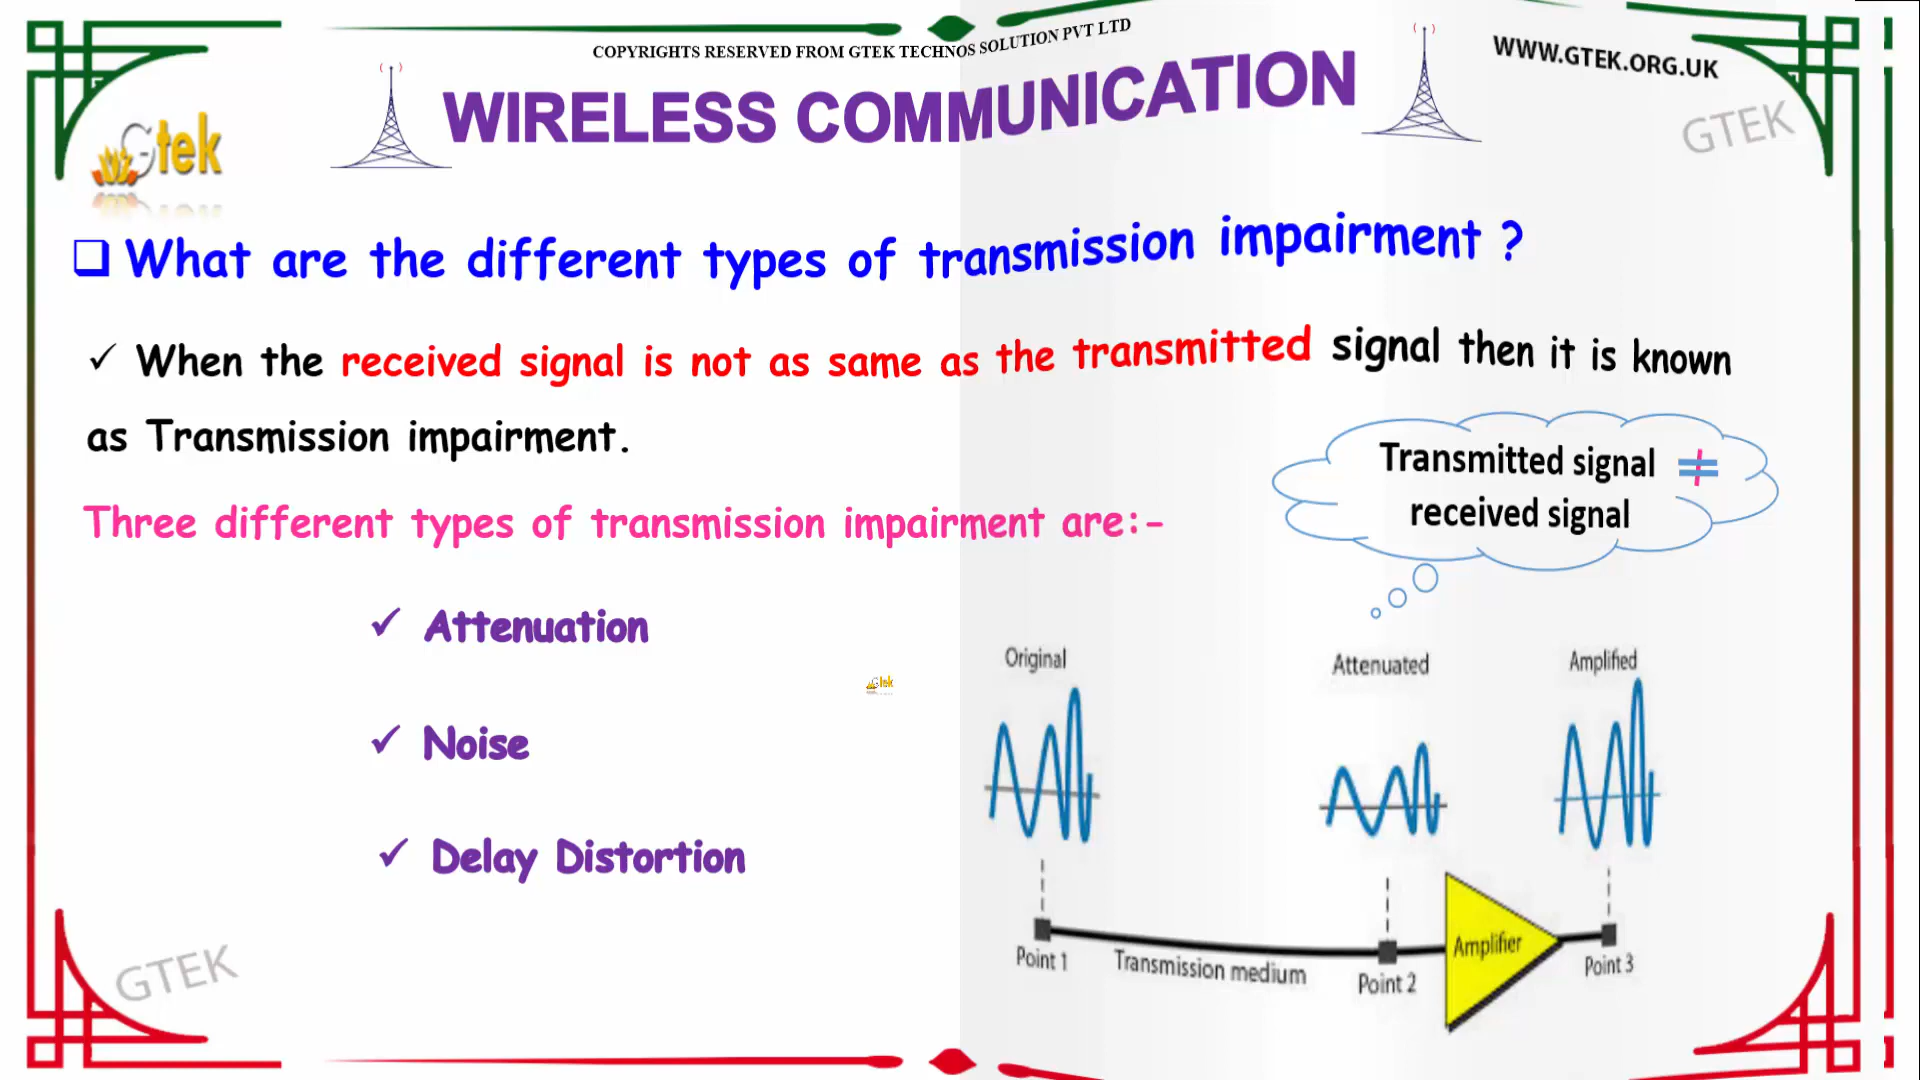 COPYRIGHTS RESERVED FROM GTEK TECHNOS SOLUTION PVT LTD
WWW.GTEK.ORG.UK
WIRELESS COMMUNICATION
Gtek
GTEK
What are the different types of transmission impairment ?
✓ When the received signal is not as same as the transmitted signal then it is known
as Transmission impairment.
Transmitted signal ≠
received signal
Three different types of transmission impairment are:-
✓ Attenuation
✓ Noise
✓ Delay Distortion
Gtek
Original
Attenuated
Amplified
Amplifier
Point 1
Transmission medium
Point 2
Point 3
GTEK